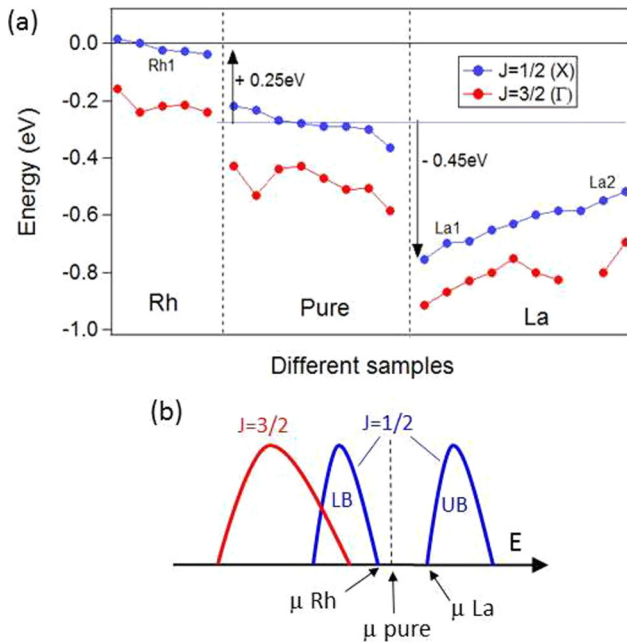 (a)
0.0
-0.2
-0.4
-0.6
-0.8
-1.0
Energy (eV)
Rh1
+ 0.25eV
J=1/2 (X)
J=3/2 (Γ)
- 0.45eV
La1
La2
Rh
Pure
La
Different samples
(b)
J=3/2
J=1/2
LB
UB
E
μ Rh
μ pure
μ La